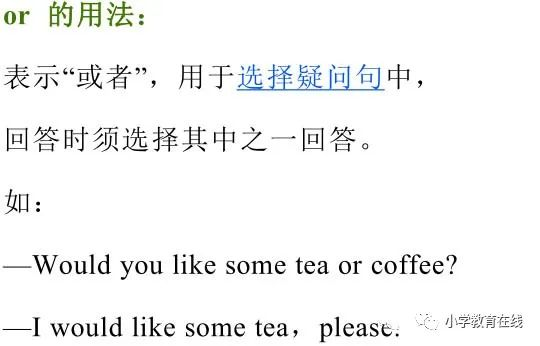 or 的用法：
表示“或者”，用于选择疑问句中，
回答时须选择其中之一回答。
如：
—Would you like some tea or coffee?
—I would like some tea，please.
小学教育在线